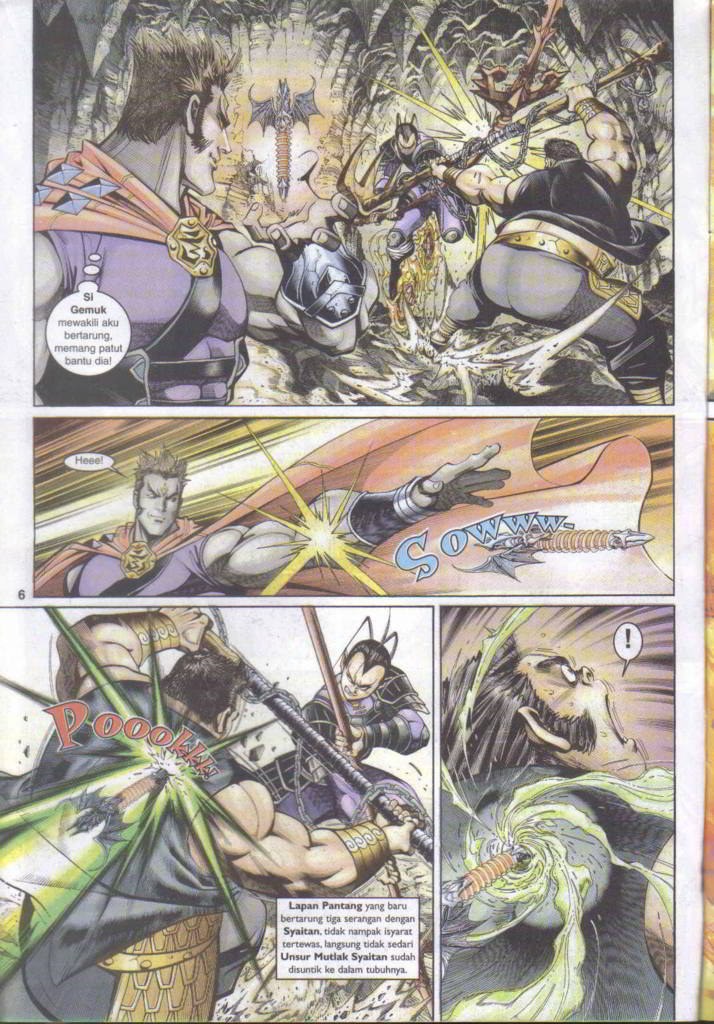 Si
Gemuk
mewakili aku
bertarung,
memang patut
bantu dia!
Heee!
Sowww-
6
Pooookkk
!
Lapan Pantang yang baru
bertarung tiga serangan dengan
Syaitan, tidak nampak isyarat
tertewas, langsung tidak sedari
Unsur Mutlak Syaitan sudah
disuntik ke dalam tubuhnya.